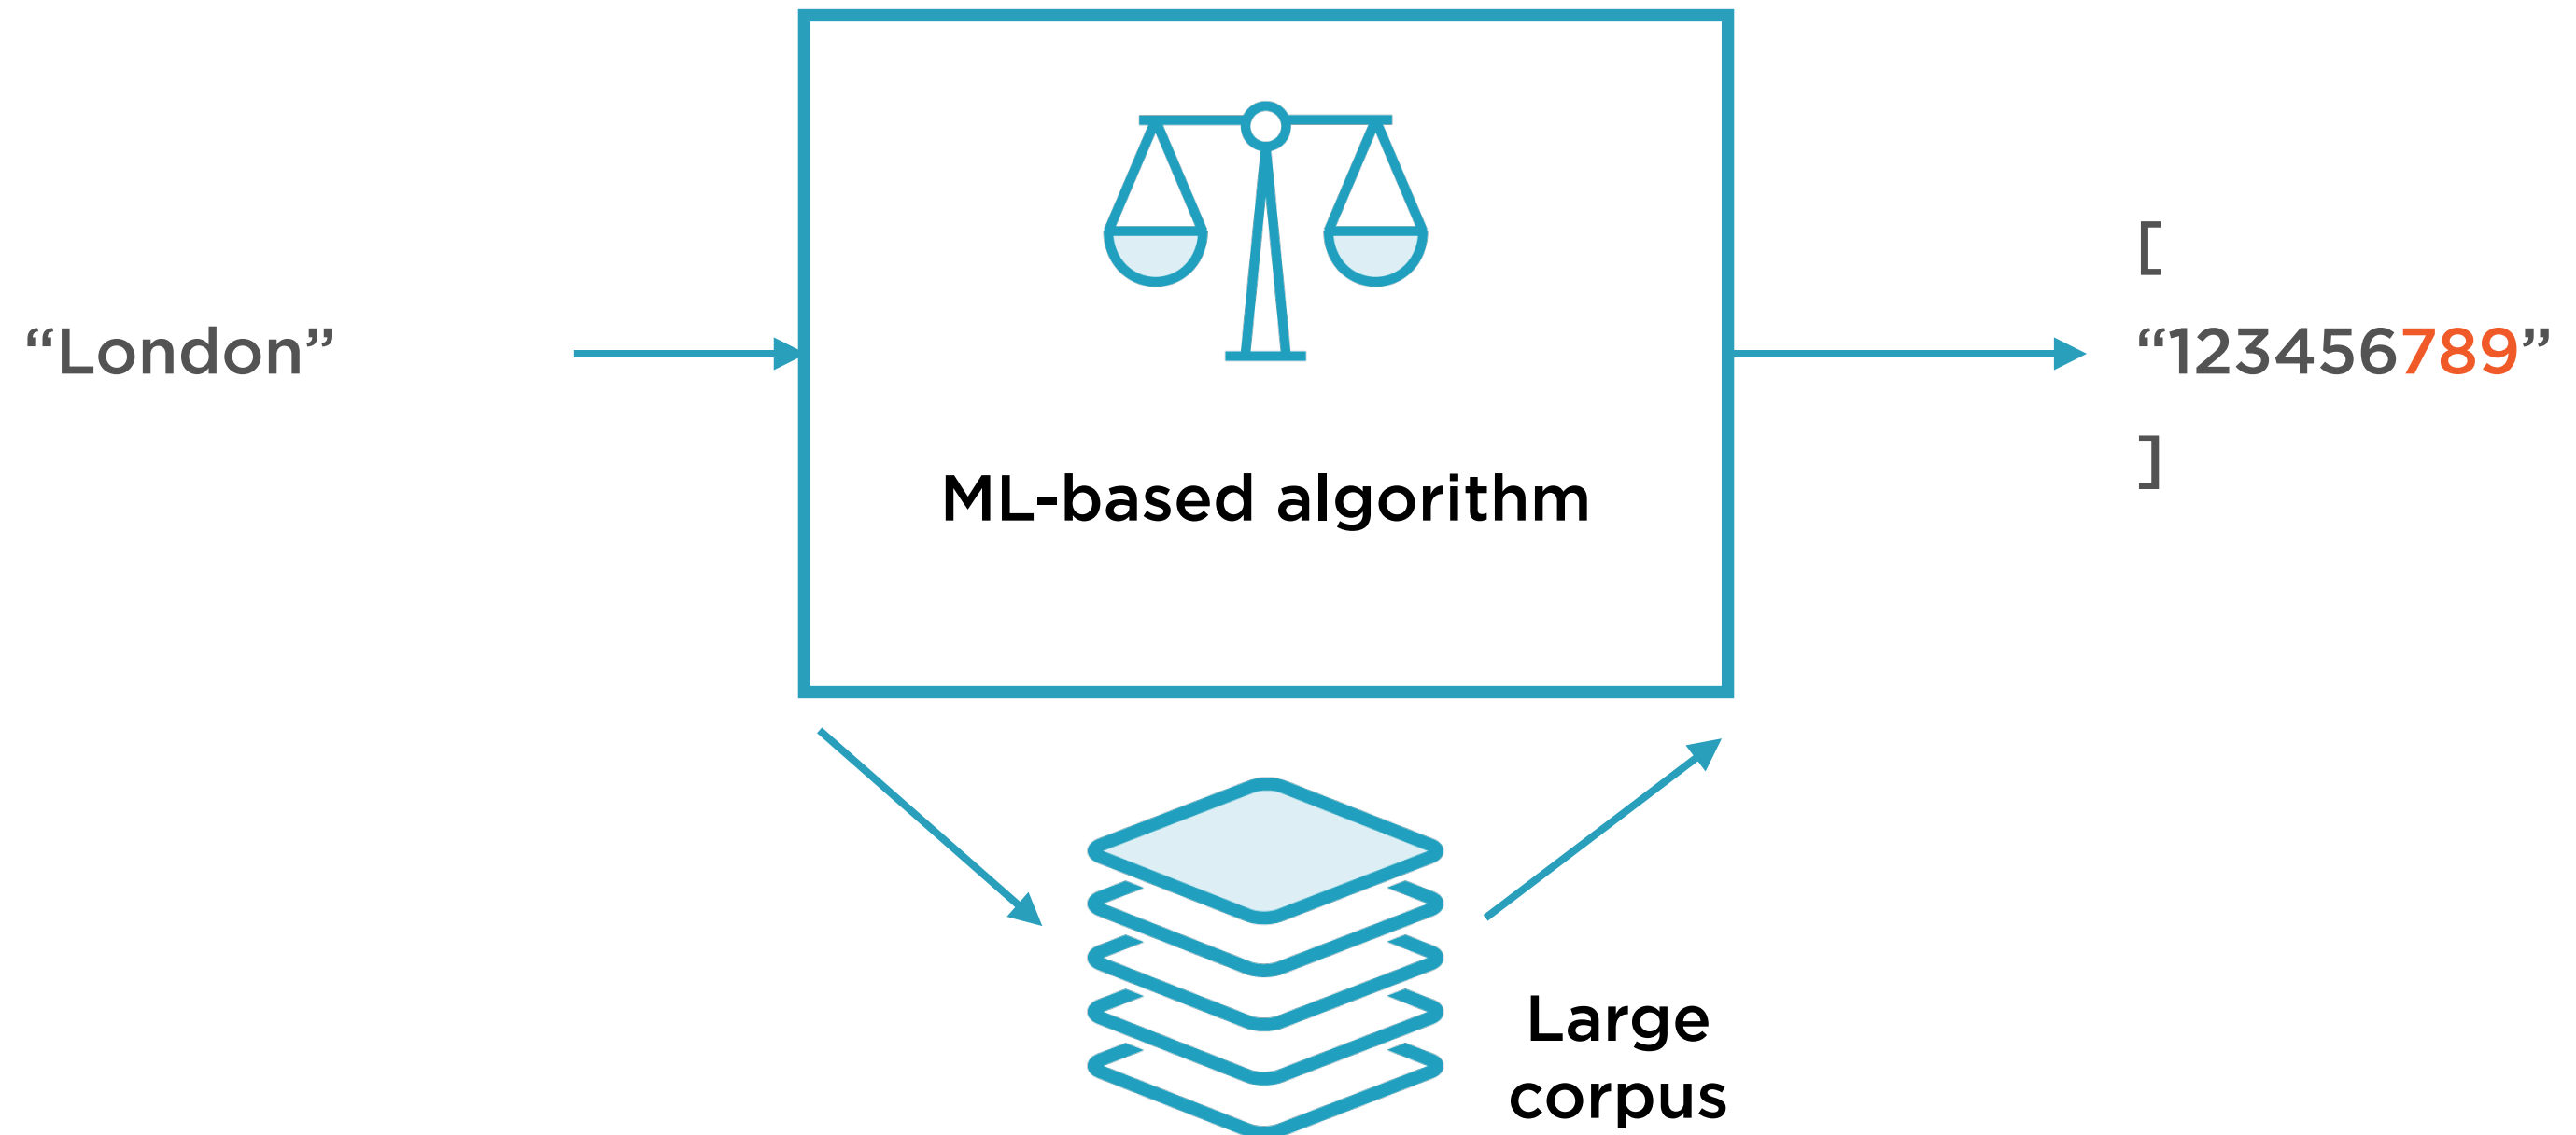 “London”
ML-based algorithm
[
“123456789”
]
Large
corpus